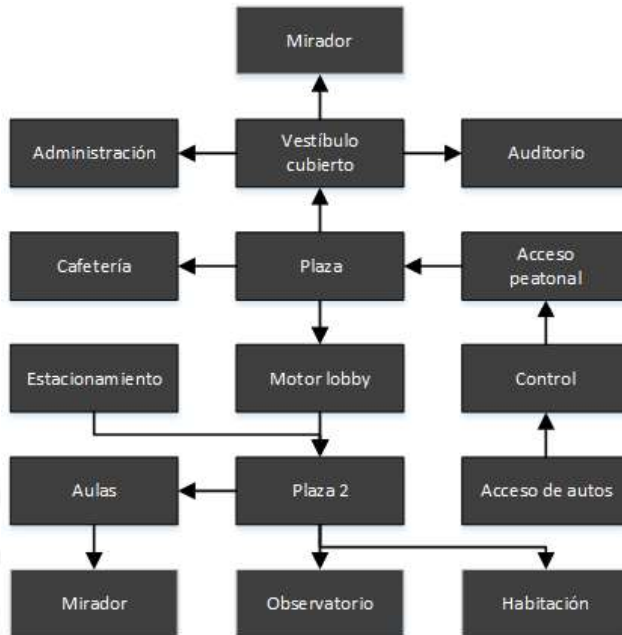 Mirador
Administración
Vestíbulo
cubierto
Auditorio
Cafetería
Plaza
Acceso
peatonal
Estacionamiento
Motor lobby
Control
Aulas
Plaza 2
Acceso de autos
Mirador
Observatorio
Habitación